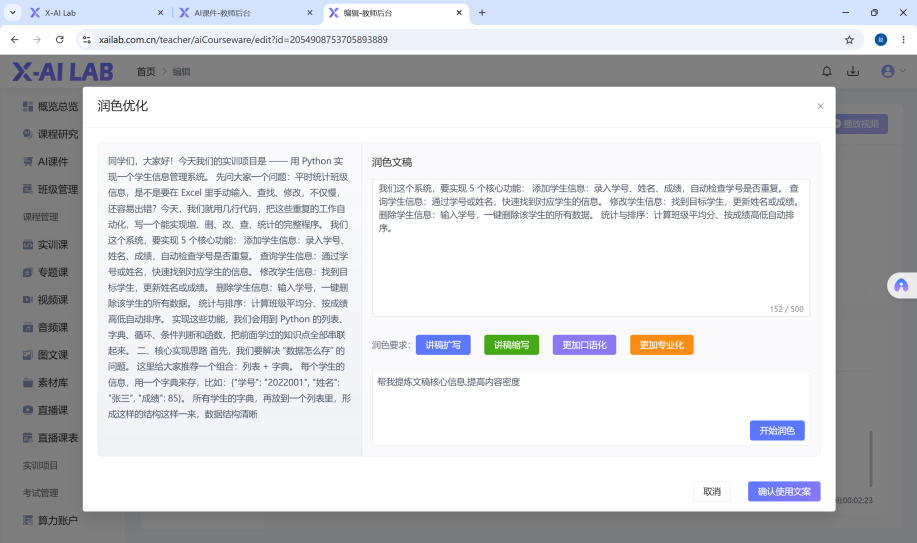 X-AI Lab
AI课件-教师后台
编辑-教师后台
xailab.com.cn/teacher/aiCourseware/edit?id=2054908753705893889
X-AI LAB
首页
编辑
概览总览
课程研究
AI课件
班级管理
课程管理
实训课
专题课
视频课
音频课
图文课
素材库
直播课
直播课表
实训项目
考试管理
算力账户
播放视频
润色优化
同学们，大家好！今天我们的实训项目是 —— 用 Python 实
现一个学生信息管理系统。 先问大家一个问题：平时统计班级
信息，是不是要在 Excel 里手动输入、查找、修改，不仅慢，
还容易出错？今天，我们就用几行代码，把这些重复的工作自
动化，写一个能实现增、删、改、查、统计的完整程序。 我们
这个系统，要实现 5 个核心功能： 添加学生信息：录入学号、
姓名、成绩，自动检查学号是否重复。 查询学生信息：通过学
号或姓名，快速找到对应学生的信息。 修改学生信息：找到目
标学生，更新姓名或成绩。 删除学生信息：输入学号，一键删
除该学生的所有数据。 统计与排序：计算班级平均分、按成绩
高低自动排序。 实现这些功能，我们会用到 Python 的列表、
字典、循环、条件判断和函数，把前面学过的知识点全部串联
起来。 二、核心实现思路 首先，我们要解决 “数据怎么存” 的
问题。 这里给大家推荐一个组合：列表 + 字典。 每个学生的
信息，用一个字典来存，比如：{"学号": "2022001", "姓名":
"张三", "成绩": 85}。 所有学生的字典，再放到一个列表里，形
成这样的结构这样一来，数据结构清晰
润色文稿
我们这个系统，要实现 5 个核心功能： 添加学生信息：录入学号、姓名、成绩，自动检查学号是否重复。 查
询学生信息：通过学号或姓名，快速找到对应学生的信息。 修改学生信息：找到目标学生，更新姓名或成绩。
删除学生信息：输入学号，一键删除该学生的所有数据。 统计与排序：计算班级平均分、按成绩高低自动排
序。
152 / 500
润色要求：
讲稿扩写
讲稿缩写
更加口语化
更加专业化
帮我提炼文稿核心信息,提高内容密度
开始润色
取消
确认使用文案
00:02:23